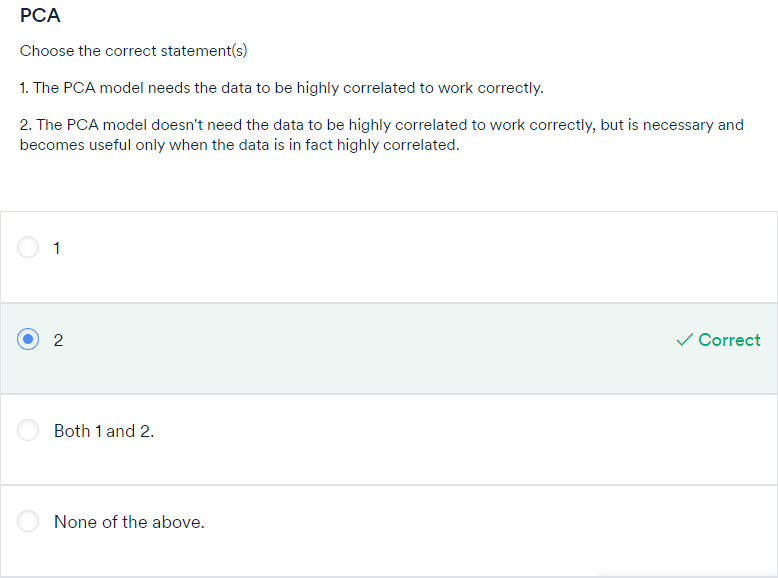 PCA
Choose the correct statement(s)
1. The PCA model needs the data to be highly correlated to work correctly.
2. The PCA model doesn't need the data to be highly correlated to work correctly, but is necessary and
becomes useful only when the data is in fact highly correlated.
1
2
✓ Correct
Both 1 and 2.
None of the above.